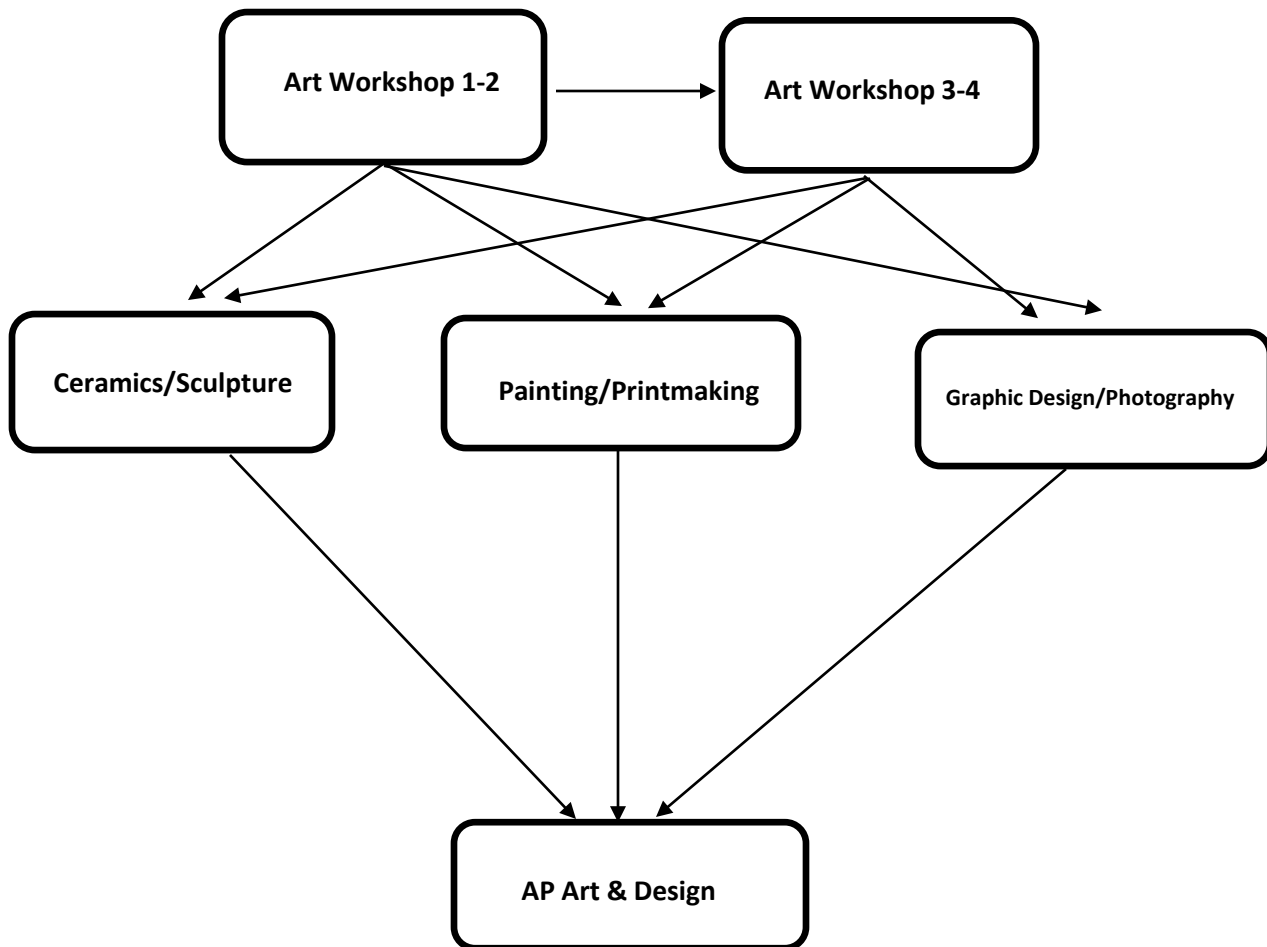 Art Workshop 1-2
Art Workshop 3-4
Ceramics/Sculpture
Painting/Printmaking
Graphic Design/Photography
AP Art & Design